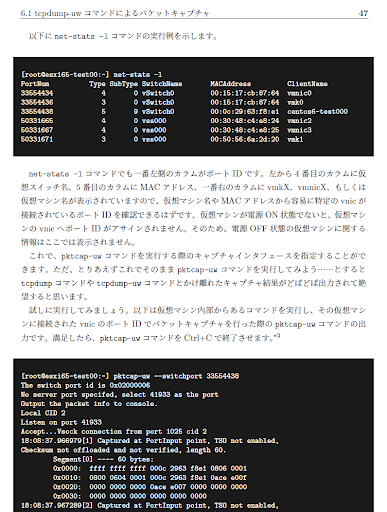 6.1 tcpdump-uw コマンドによるパケットキャプチャ 47
以下に net-stats -l コマンドの実行例を示します。
[root@esxi65-test00:~] net-stats -l
PortNum Type SubType SwitchName MACAddress ClientName
33554434 4 0 vSwitch0 00:15:17:cb:87:64 vmnic0
33554436 3 0 vSwitch0 00:15:17:cb:87:64 vmk0
33554438 5 0 vSwitch0 00:0c:29:63:f8:e1 centos6-test000
50331665 4 0 vss000 00:30:48:c4:e8:24 vmnic2
50331667 4 0 vss000 00:30:48:c4:e8:25 vmnic3
50331671 3 0 vss000 00:50:56:6a:2d:20 vmk1
net-stats -l コマンドでも一番左側のカラムがポート ID です。左から 4 番目のカラムに仮
想スイッチ名、5 番目のカラムに MAC アドレス、一番右のカラムに vmkX、vmnicX、もしくは
仮想マシン名が表示されていますので、仮想マシン名や MAC アドレスから容易に特定の vnic が
接続されているポート ID を確認できるはずです。仮想マシンが電源 ON 状態でないと、仮想マシ
ンの vnic へポート ID がアサインされません。そのため、電源 OFF 状態の仮想マシンに関する
情報はここでは表示されません。
これで、pktcap-uw コマンドを実行する際のキャプチャインタフェースを指定することがで
きます。ただ、とりあえずこれでそのまま pktcap-uw コマンドを実行してみよう……とすると
tcpdump コマンドや tcpdump-uw コマンドとかけ離れたキャプチャ結果がどばどば出力されて絶
望すると思います。
試しに実行してみましょう。以下は仮想マシン内部からあるコマンドを実行し、その仮想マシ
ンに接続された vnic のポート ID でパケットキャプチャを行った際の pktcap-uw コマンドの出
力です。満足したら、pktcap-uw コマンドを Ctrl+C で終了させます。*3
[root@esxi65-test00:~] pktcap-uw --switchport 33554438
The switch port id is 0x02000006
No server port specifed, select 41933 as the port
Output the packet info to console.
Local CID 2
Listen on port 41933
Accept...Vsock connection from port 1025 cid 2
18:08:37.966979[1] Captured at PortInput point, TSO not enabled,
Checksum not offloaded and not verified, length 60.
Segment[0] ---- 60 bytes:
0x0000: ffff ffff ffff 000c 2963 f8e1 0806 0001
0x0010: 0800 0604 0001 000c 2963 f8e1 0ace e00f
0x0020: 0000 0000 0000 0ace e007 0000 0000 0000
0x0030: 0000 0000 0000 0000 0000 0000
18:08:37.967289[2] Captured at PortInput point, TSO not enabled,